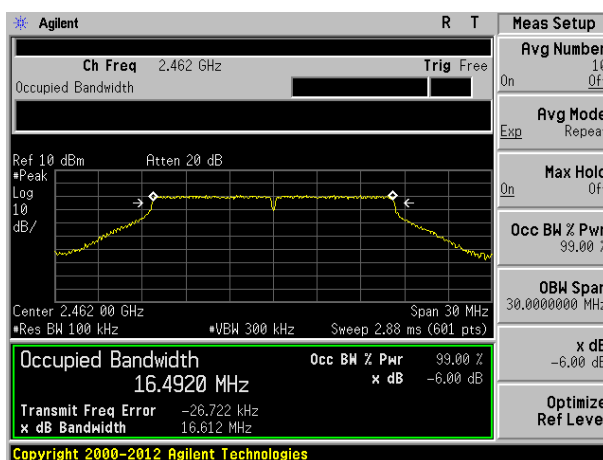 Agilent R T
Ch Freq 2.462 GHz Trig Free
Occupied Bandwidth
Ref 10 dBm Atten 20 dB
#Peak
Log
10
dB/
Center 2.462 00 GHz Span 30 MHz
#Res BW 100 kHz #VBW 300 kHz Sweep 2.88 ms (601 pts)
Occupied Bandwidth Occ BW % Pwr 99.00 %
16.4920 MHz x dB -6.00 dB
Transmit Freq Error -26.722 kHz
x dB Bandwidth 16.612 MHz
Copyright 2000-2012 Agilent Technologies
Meas Setup
Avg Number
On
Avg Mode
Exp
Max Hold
On
Occ BW % Pwr
99.00 %
OBW Span
30.0000000 MHz
x dB
-6.00 dB
Optimize
Ref Level